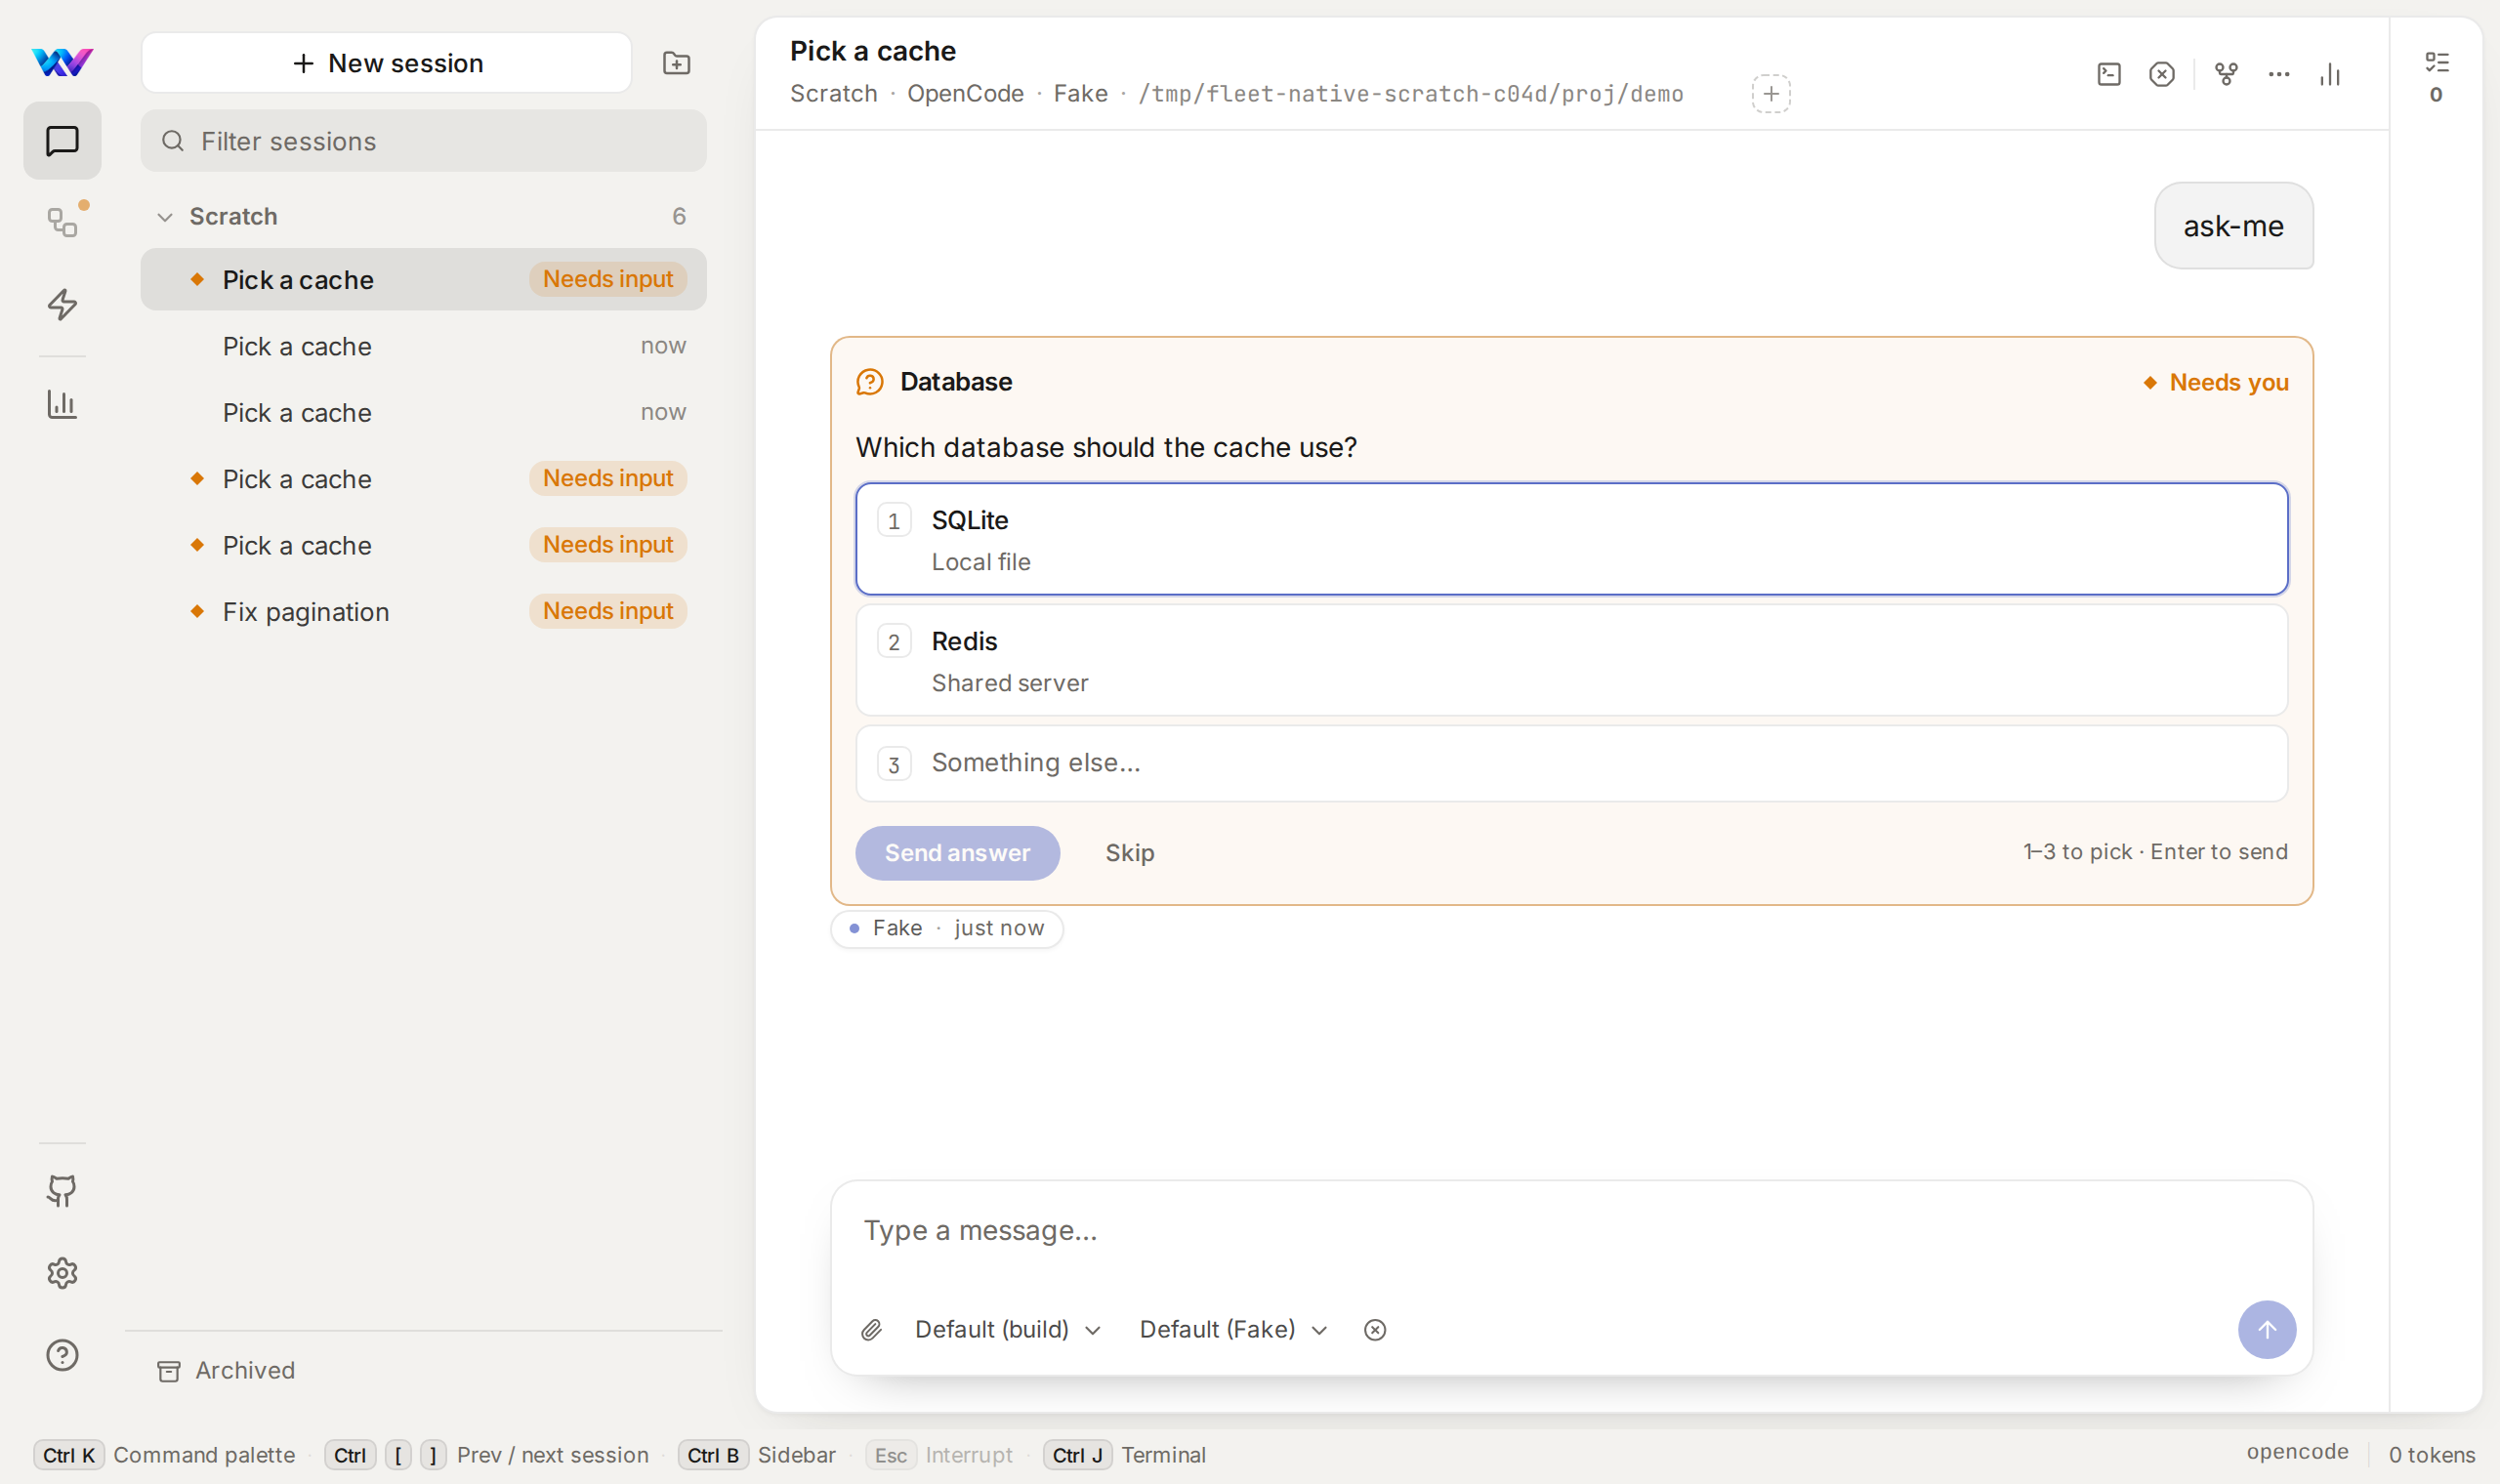 New session
Filter sessions
Scratch 6
Pick a cache Needs input
Pick a cache now
Pick a cache now
Pick a cache Needs input
Pick a cache Needs input
Fix pagination Needs input
Archived
Pick a cache
Scratch · OpenCode · Fake · /tmp/fleet-native-scratch-c04d/proj/demo
0
ask-me
Database Needs you
Which database should the cache use?
1 SQLite
Local file
2 Redis
Shared server
3 Something else...
Send answer Skip 1–3 to pick · Enter to send
Fake · just now
Type a message...
Default (build) Default (Fake)
Ctrl K Command palette · Ctrl [ ] Prev / next session · Ctrl B Sidebar · Esc Interrupt · Ctrl J Terminal opencode 0 tokens